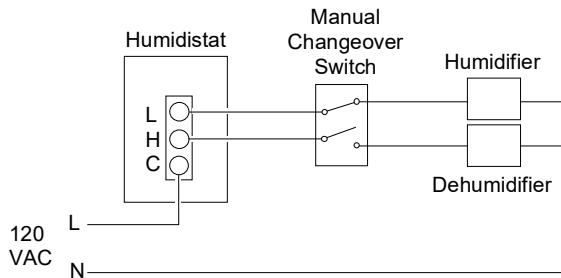 Humidistat
Manual
Changeover
Switch
Humidifier
L
H
C
Dehumidifier
120
VAC
L
N